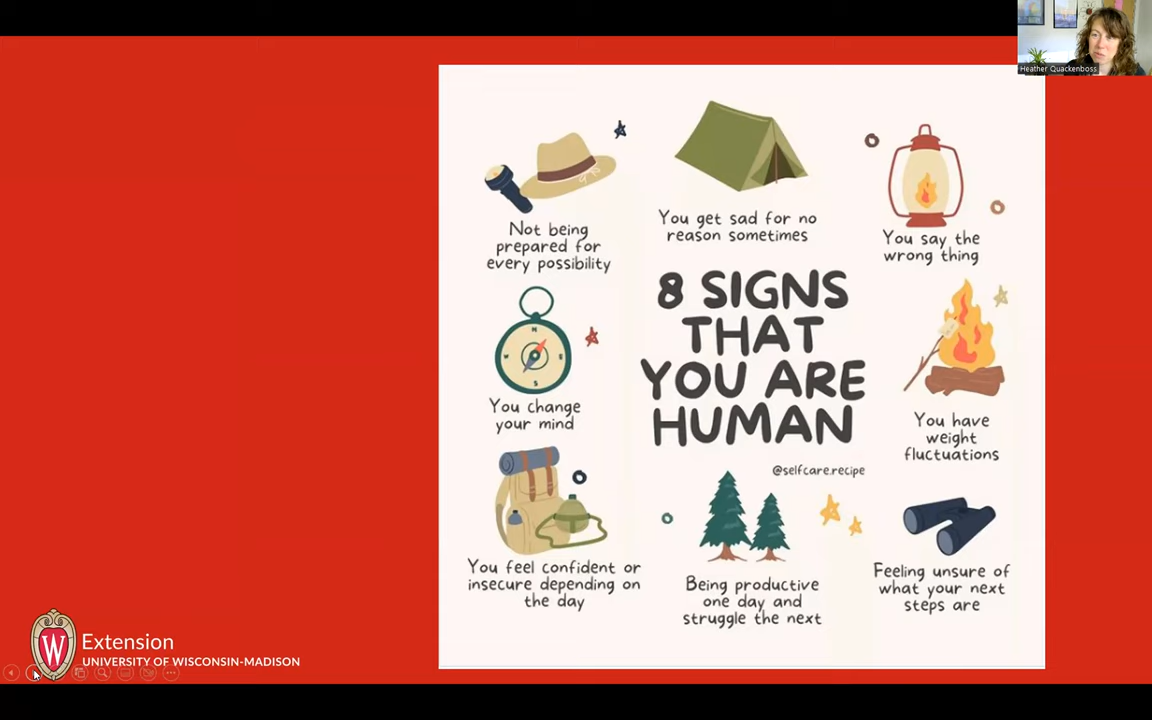 Heather Quackenboss
Not being
prepared for
every possibility
You get sad for no
reason sometimes
You say the
wrong thing
8 SIGNS
THAT
YOU ARE
HUMAN
@selfcare.recipe
N
W
E
S
You change
your mind
You have
weight
fluctuations
You feel confident or
insecure depending on
the day
Being productive
one day and
struggle the next
Feeling unsure of
what your next
steps are
W
Extension
UNIVERSITY OF WISCONSIN-MADISON